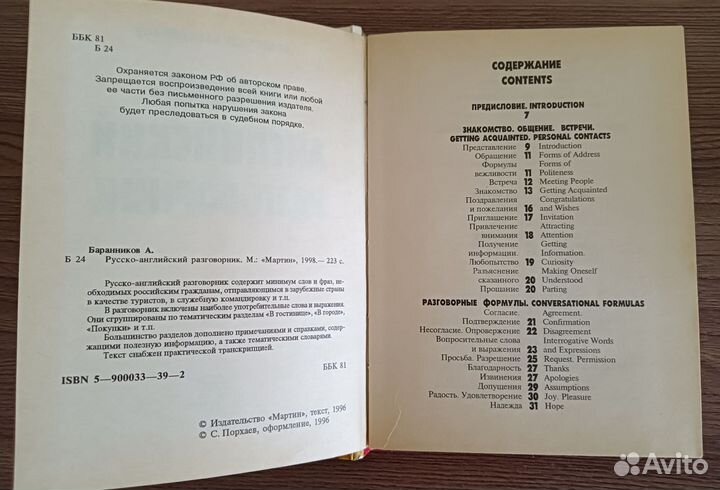 ББК 81
Б 24
Охраняется законом РФ об авторском праве.
Запрещается воспроизведение всей книги или любой
ее части без письменного разрешения издателя.
Любая попытка нарушения закона
будет преследоваться в судебном порядке.
Баранников А.
Б 24 Русско-английский разговорник. М.: «Мартин», 1998.— 223 с.
Русско-английский разговорник содержит минимум слов и фраз, не-
обходимых российским гражданам, отправляющимся в зарубежные страны
в качестве туристов, в служебную командировку и т.п.
В разговорник включены наиболее употребительные слова и выражения.
Они сгруппированы по тематическим разделам «В гостинице», «В городе»,
«Покупки» и т.п.
Большинство разделов дополнено примечаниями и справками, содер-
жащими полезную информацию, а также тематическими словарями.
Текст снабжен практической транскрипцией.
ББК 81
ISBN 5—900033—39—2
© Издательство «Мартин», текст, 1996
© С. Порхаев, оформление, 1996
СОДЕРЖАНИЕ
CONTENTS
ПРЕДИСЛОВИЕ. INTRODUCTION
7
ЗНАКОМСТВО. ОБЩЕНИЕ. ВСТРЕЧИ.
GETTING ACQUAINTED. PERSONAL CONTACTS
Представление 9 Introduction
Обращение 11 Forms of Address
Формулы Forms of
вежливости 11 Politeness
Встреча 12 Meeting People
Знакомство 13 Getting Acquainted
Поздравления Congratulations
и пожелания 16 and Wishes
Приглашение 17 Invitation
Привлечение Attracting
внимания 18 Attention
Получение Getting
информации. Information.
Любопытство 19 Curiosity
Разъяснение Making Oneself
сказанного 20 Understood
Прощание 20 Parting
РАЗГОВОРНЫЕ ФОРМУЛЫ. CONVERSATIONAL FORMULAS
Согласие. Agreement.
Подтверждение 21 Confirmation
Несогласие. Опровержение 22 Disagreement
Вопросительные слова Interrogative Words
и выражения 23 and Expressions
Просьба. Разрешение 25 Request. Permission
Благодарность 27 Thanks
Извинения 27 Apologies
Допущения 29 Assumptions
Радость. Удовлетворение 30 Joy. Pleasure
Надежда 31 Hope
Avito